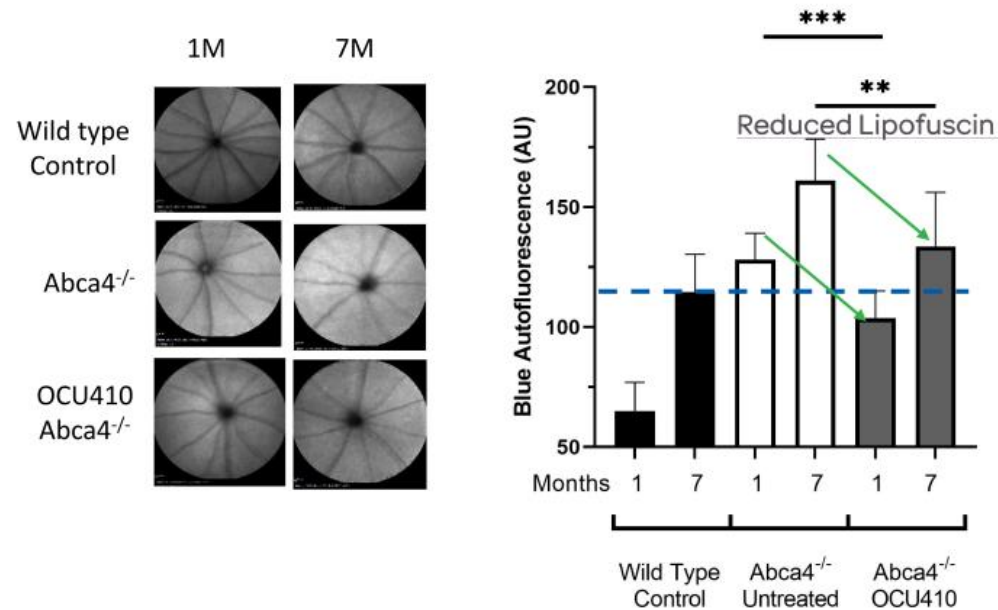 1M 7M
Wild type
Control
Abca4-/-
OCU410
Abca4-/-
***
**
Reduced Lipofuscin
Blue Autofluorescence (AU)
200
150
100
50
Months 1 7 1 7 1 7
Wild Type
Control
Abca4-/-
Untreated
Abca4-/-
OCU410